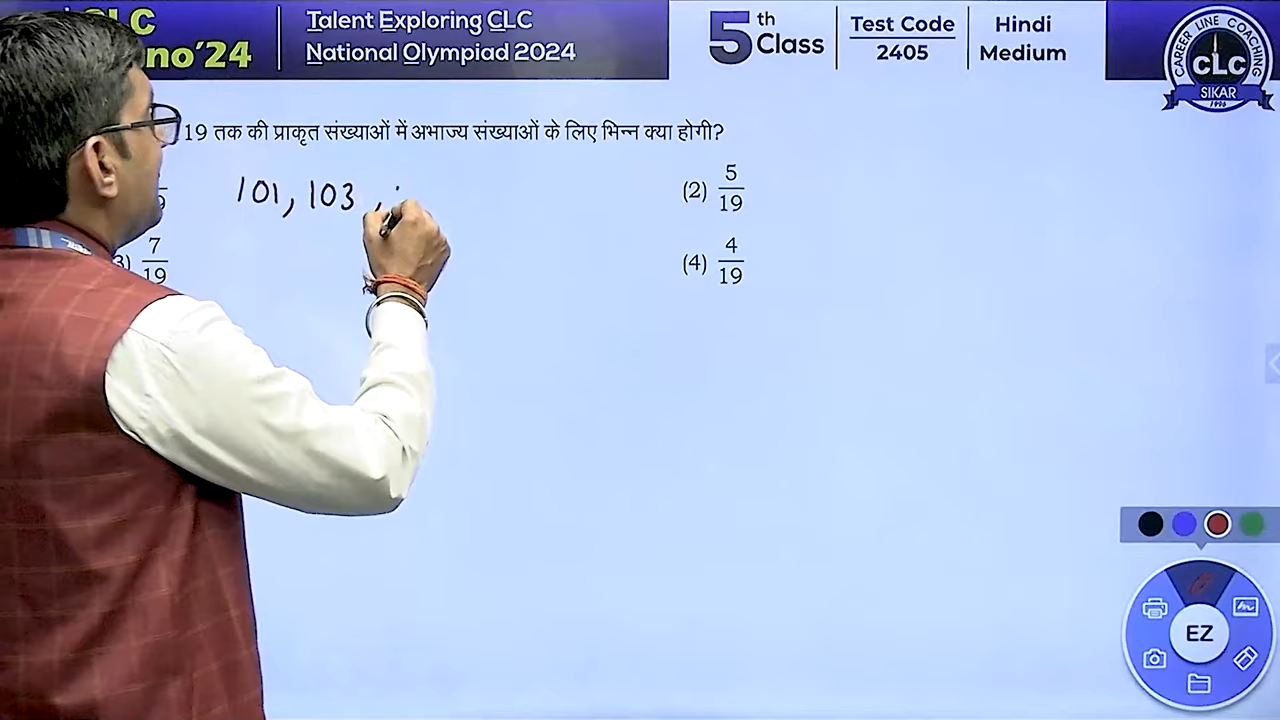 CLC
no'24
Talent Exploring CLC
National Olympiad 2024
5th Class
Test Code
2405
Hindi
Medium
CAREER LINE COACHING
CLC
SIKAR
1996
19 तक की प्राकृत संख्याओं में अभाज्य संख्याओं के लिए भिन्न क्या होगी?
101, 103 ,
(2) 5/19
3) 7/19
(4) 4/19
EZ